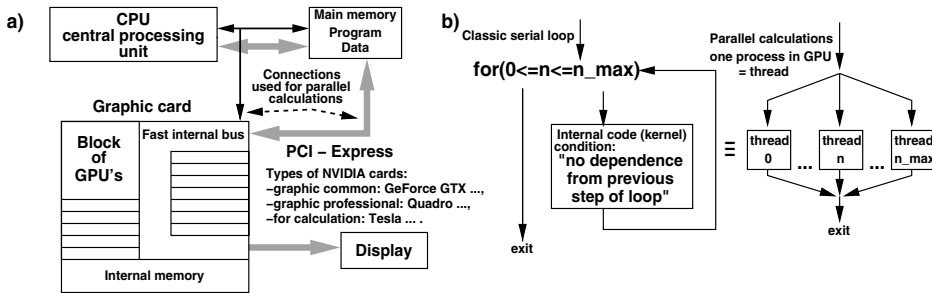 a)
CPU
central processing
unit
Main memory
Program
Data
Connections
used for parallel
calculations
Graphic card
Block
of
GPU's
Fast internal bus
PCI – Express
Types of NVIDIA cards:
–graphic common: GeForce GTX ...,
–graphic professional: Quadro ...,
–for calculation: Tesla ... .
Display
Internal memory
b)
Classic serial loop
for(0<=n<=n_max)
Internal code (kernel)
condition:
"no dependence
from previous
step of loop"
exit
≡
Parallel calculations
one process in GPU
= thread
thread
0
...
thread
n
...
thread
n_max
exit